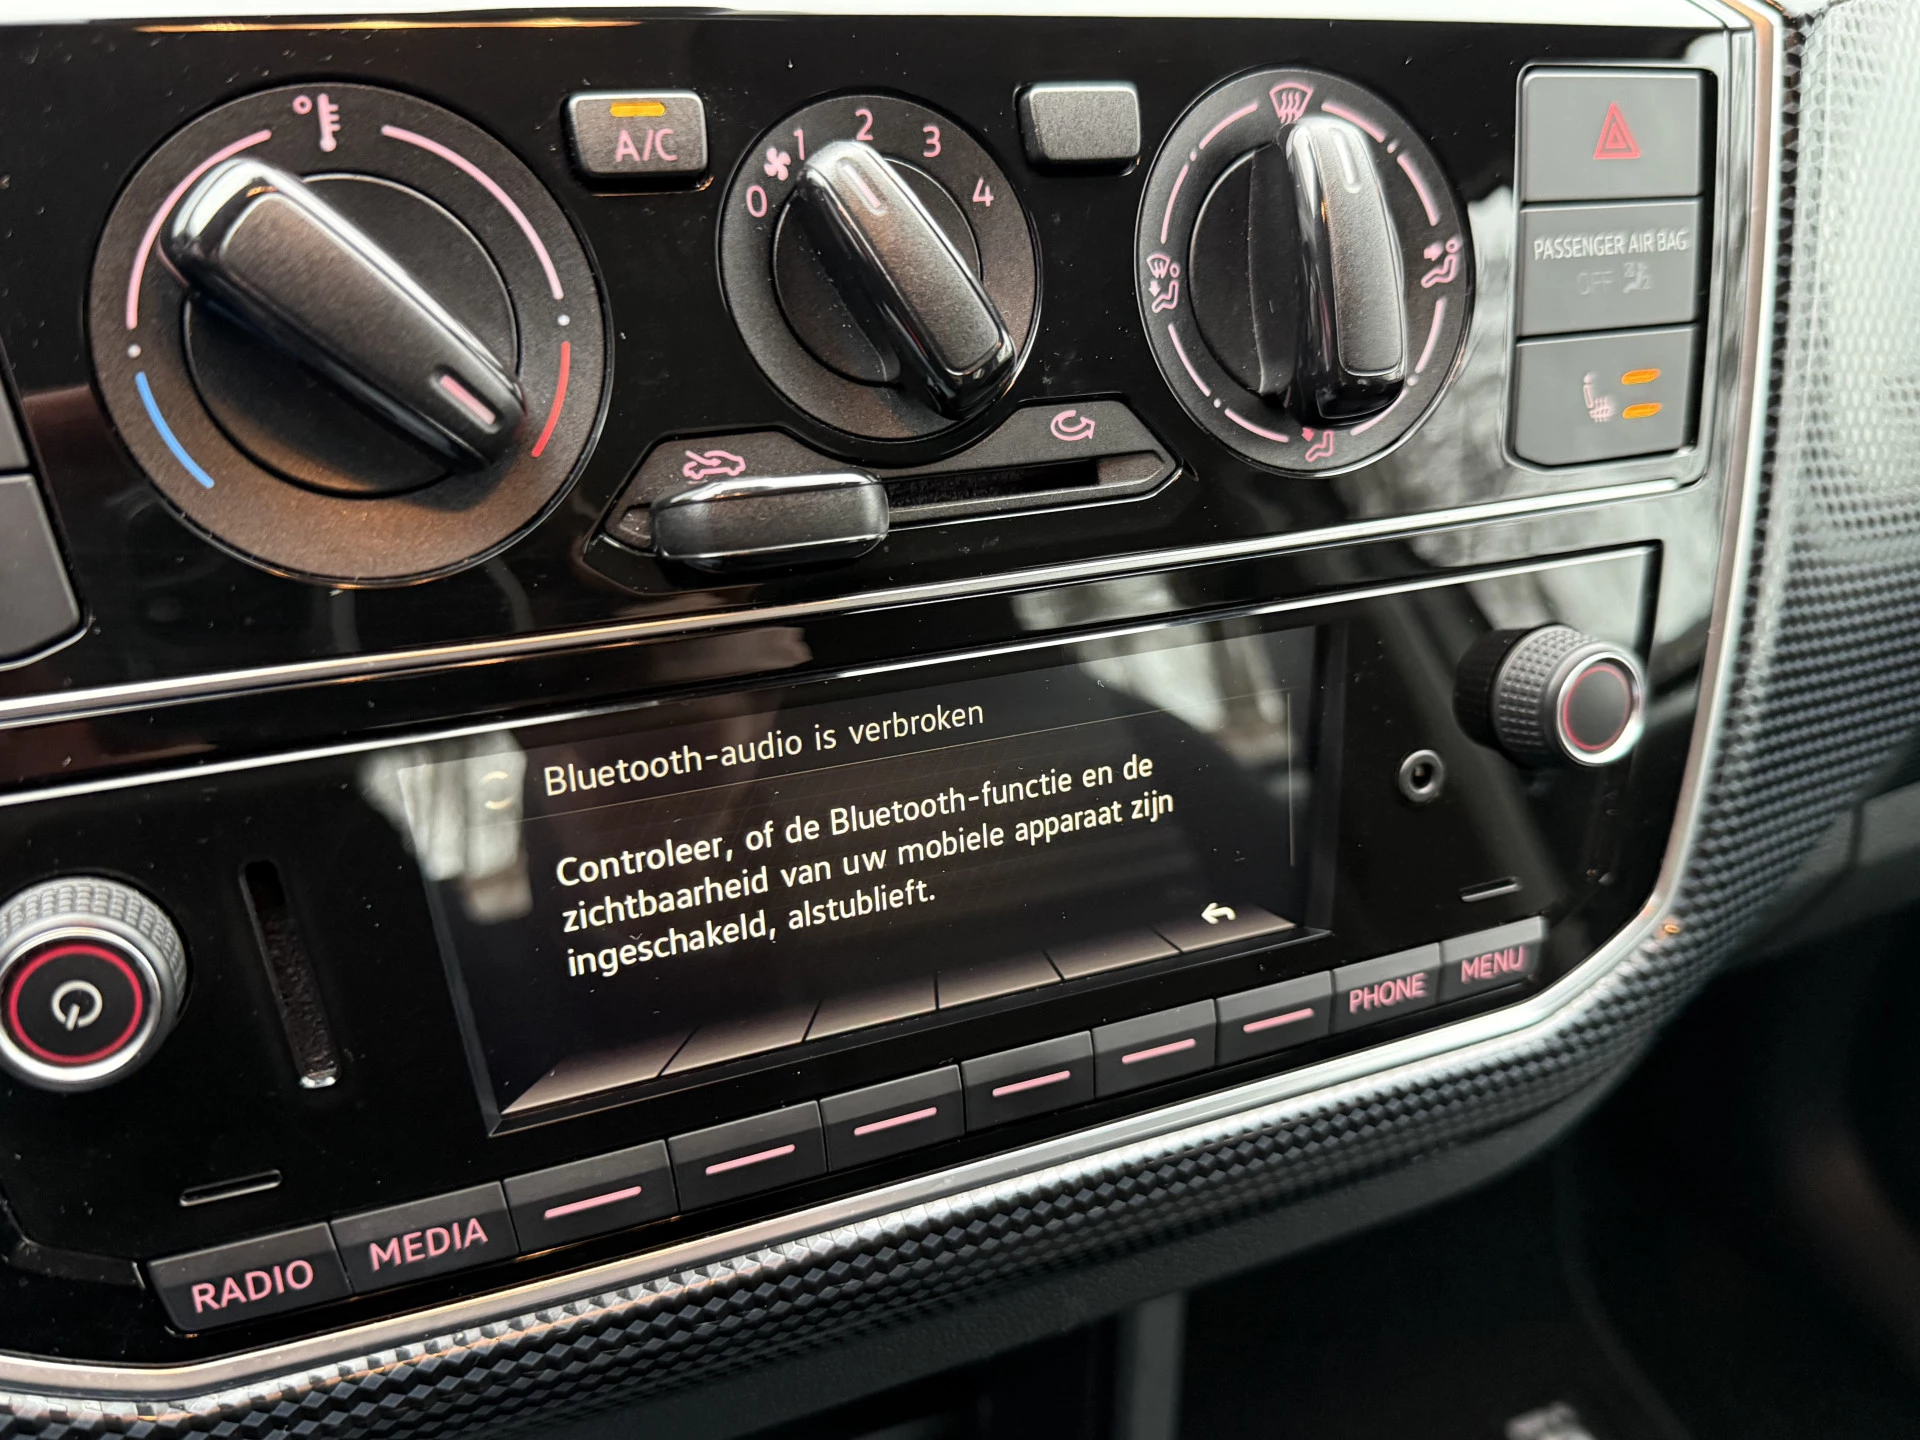 A/C
0 1 2 3 4
PASSENGER AIR BAG
OFF
Bluetooth-audio is verbroken
Controleer, of de Bluetooth-functie en de
zichtbaarheid van uw mobiele apparaat zijn
ingeschakeld, alstublieft.
RADIO
MEDIA
PHONE
MENU